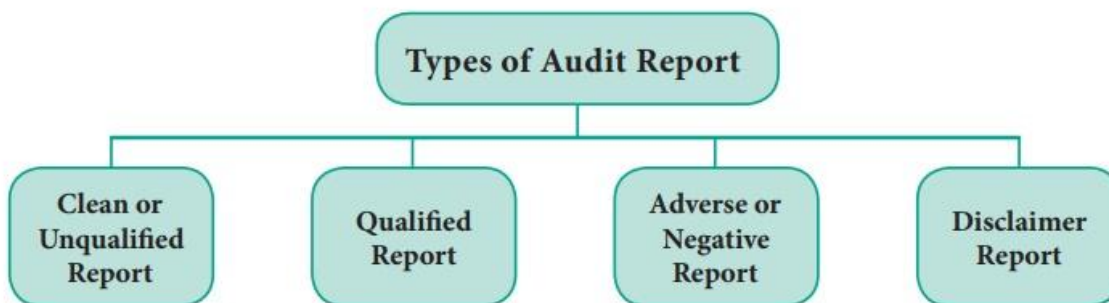 Types of Audit Report
Clean or
Unqualified
Report
Qualified
Report
Adverse or
Negative
Report
Disclaimer
Report